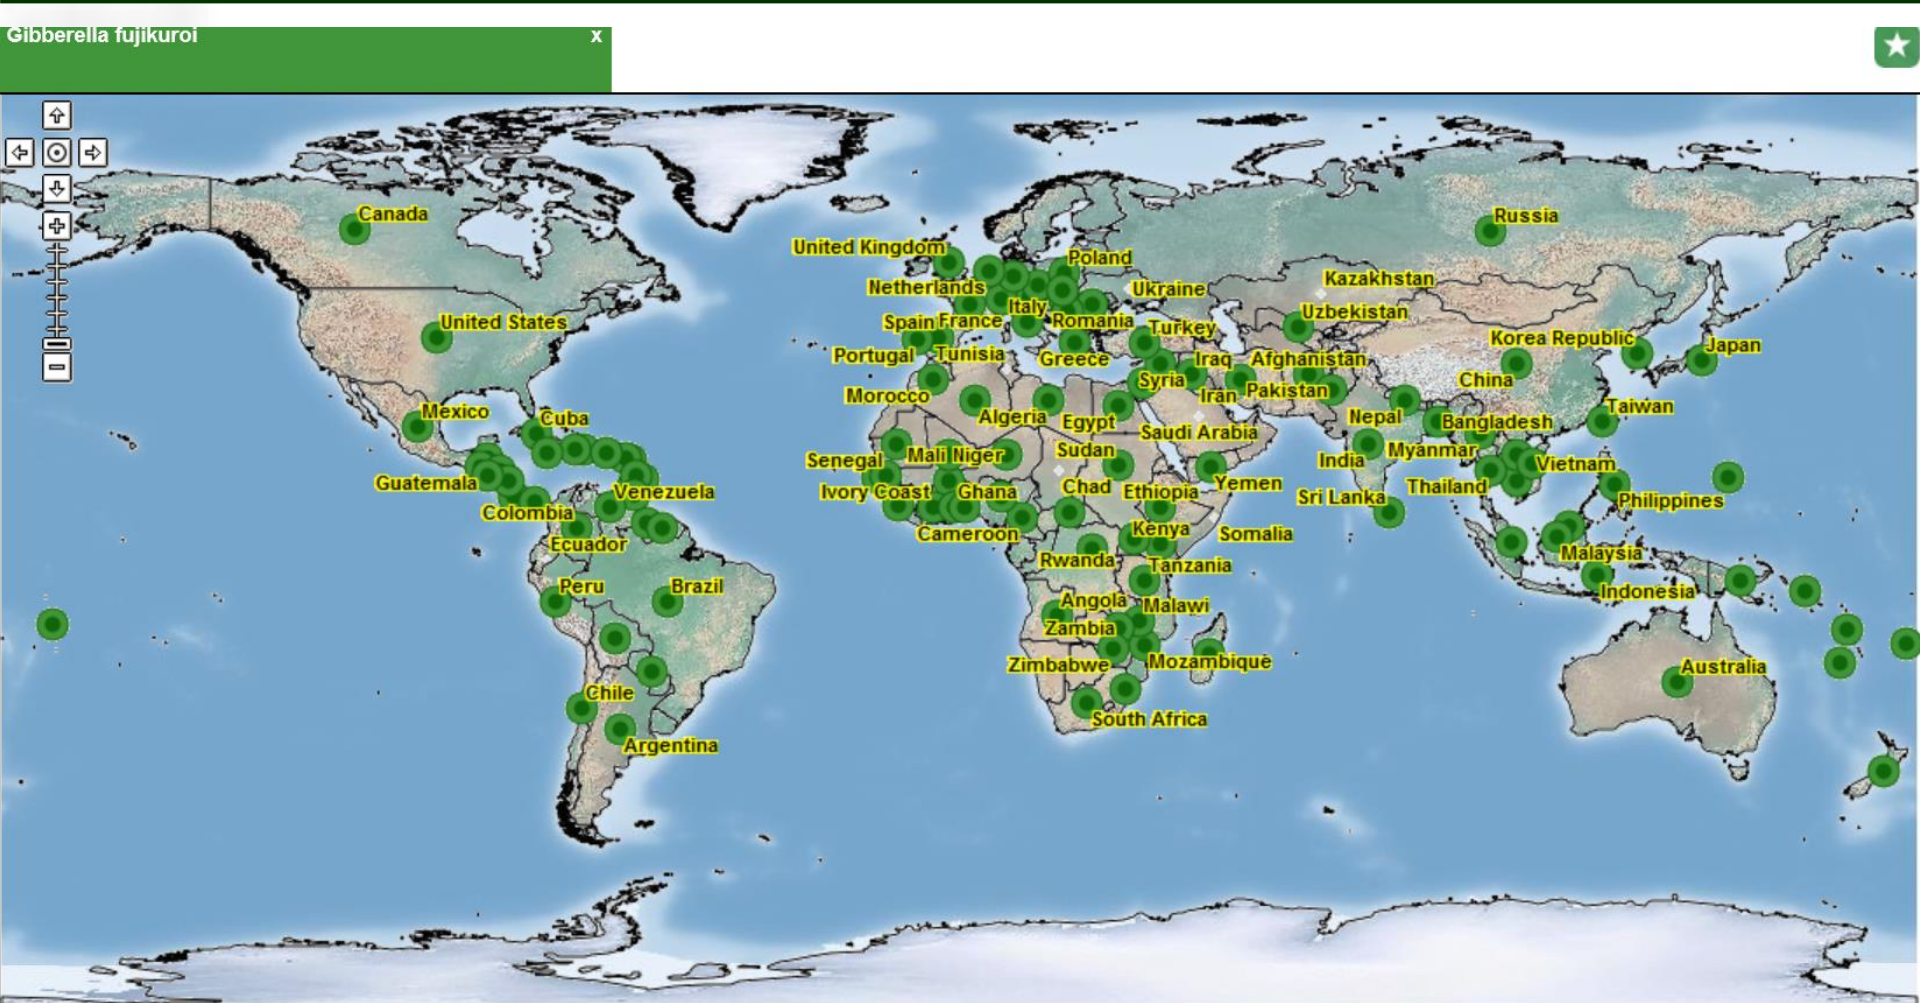 Gibberella fujikuroi
x
Canada
Russia
United Kingdom
Poland
Kazakhstan
Netherlands
Ukraine
Italy
Uzbekistan
United States
Spain
France
Romania
Turkey
Korea Republic
Japan
Portugal
Tunisia
Greece
Iraq
Afghanistan
Syria
China
Morocco
Iran
Pakistan
Mexico
Cuba
Algeria
Egypt
Nepal
Bangladesh
Taiwan
Saudi Arabia
Senegal
Mali
Niger
Sudan
India
Myanmar
Vietnam
Guatemala
Venezuela
Ivory Coast
Ghana
Chad
Ethiopia
Yemen
Sri Lanka
Thailand
Philippines
Colombia
Cameroon
Kenya
Somalia
Ecuador
Rwanda
Tanzania
Malaysia
Peru
Brazil
Angola
Malawi
Indonesia
Zambia
Zimbabwe
Mozambique
Australia
Chile
South Africa
Argentina